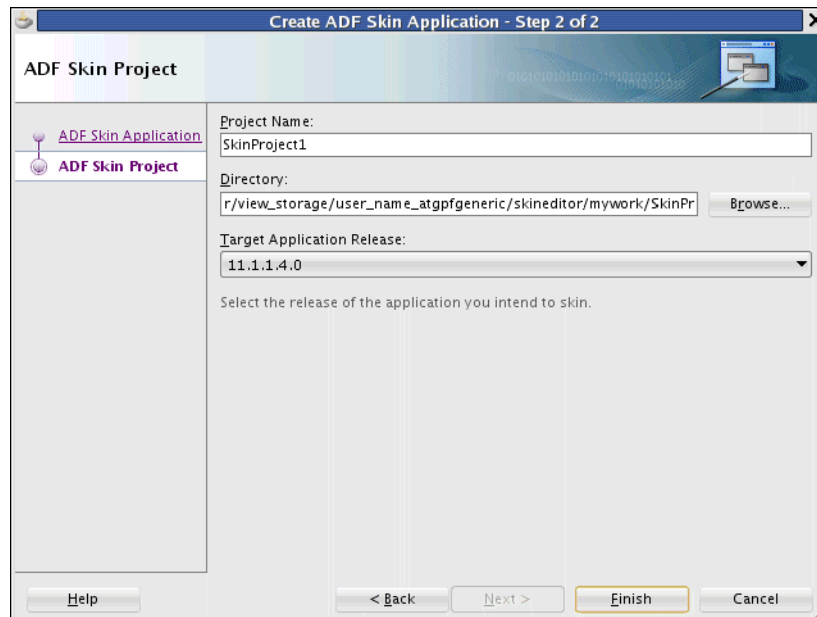 Create ADF Skin Application - Step 2 of 2
ADF Skin Project
ADF Skin Application
ADF Skin Project
Project Name:
SkinProject1
Directory:
r/view_storage/user_name_atgpfgeneric/skineditor/mywork/SkinPr
Browse...
Target Application Release:
11.1.1.4.0
Select the release of the application you intend to skin.
Help
< Back
Next >
Finish
Cancel